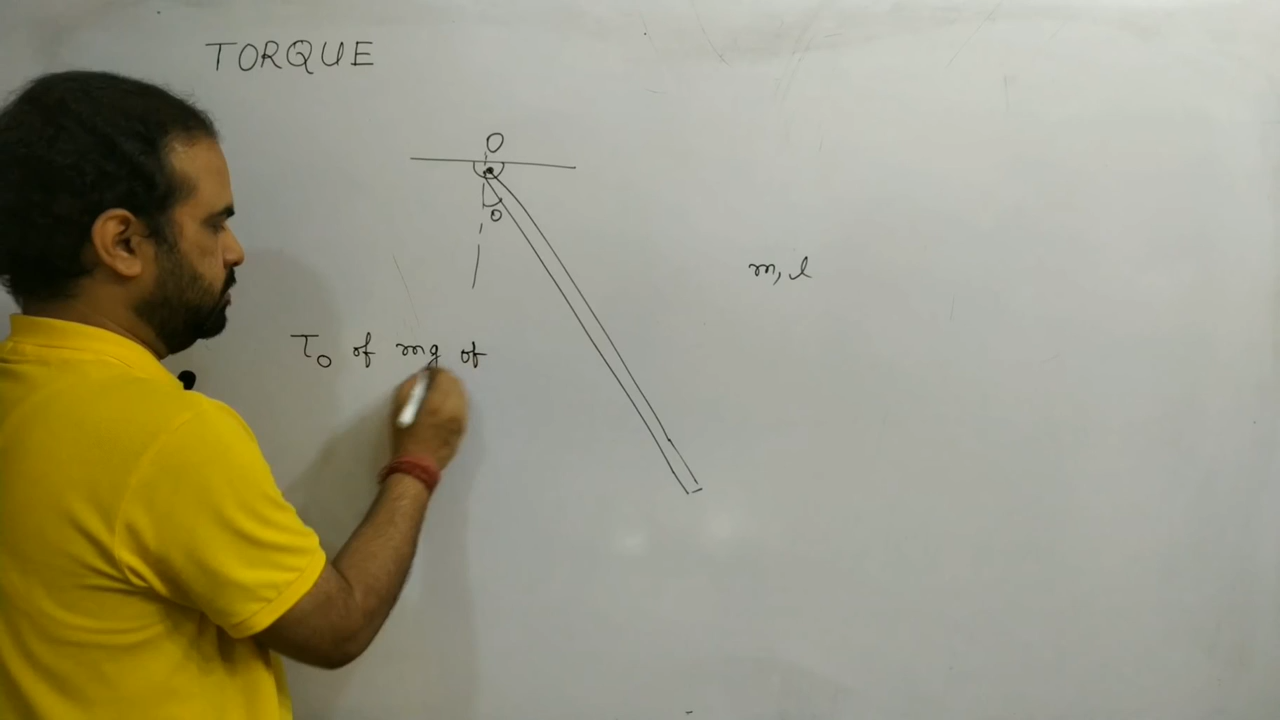 TORQUE
O
θ
m, l
τ₀ of mg of